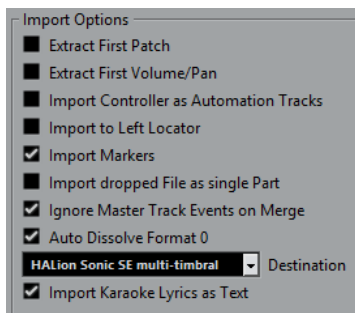 Import Options
Extract First Patch
Extract First Volume/Pan
Import Controller as Automation Tracks
Import to Left Locator
Import Markers
Import dropped File as single Part
Ignore Master Track Events on Merge
Auto Dissolve Format 0
HALion Sonic SE multi-timbral Destination
Import Karaoke Lyrics as Text